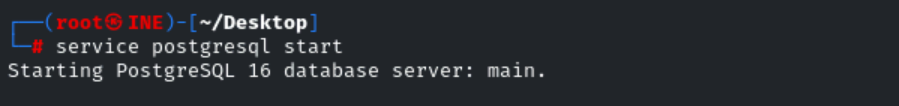 ┌──(root㉿INE)-[~/Desktop]
└─# service postgresql start
Starting PostgreSQL 16 database server: main.